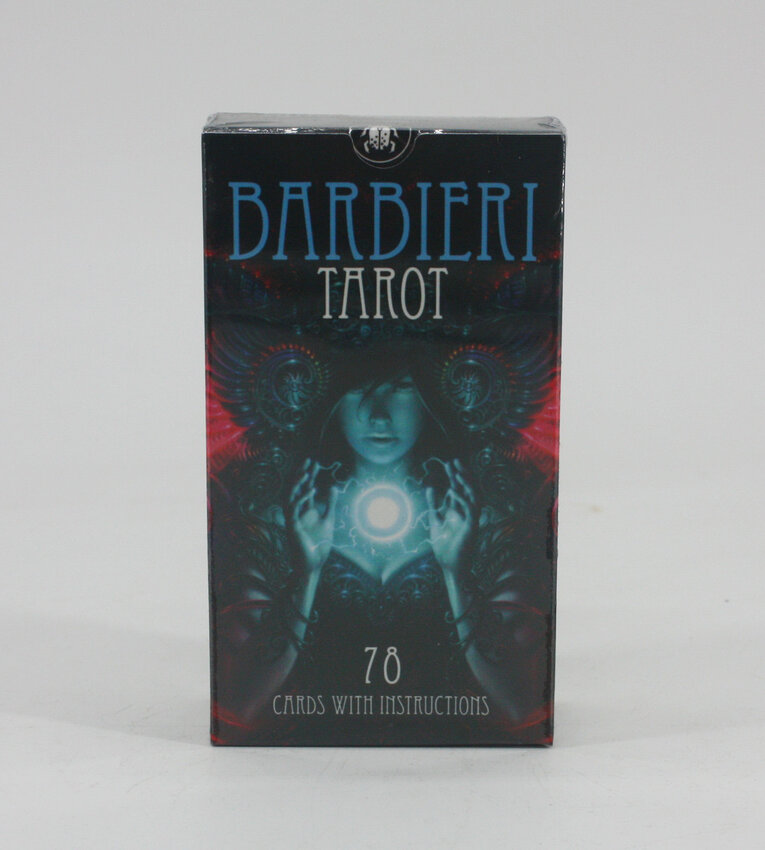 BARBIERI
TAROT
78
CARDS WITH INSTRUCTIONS